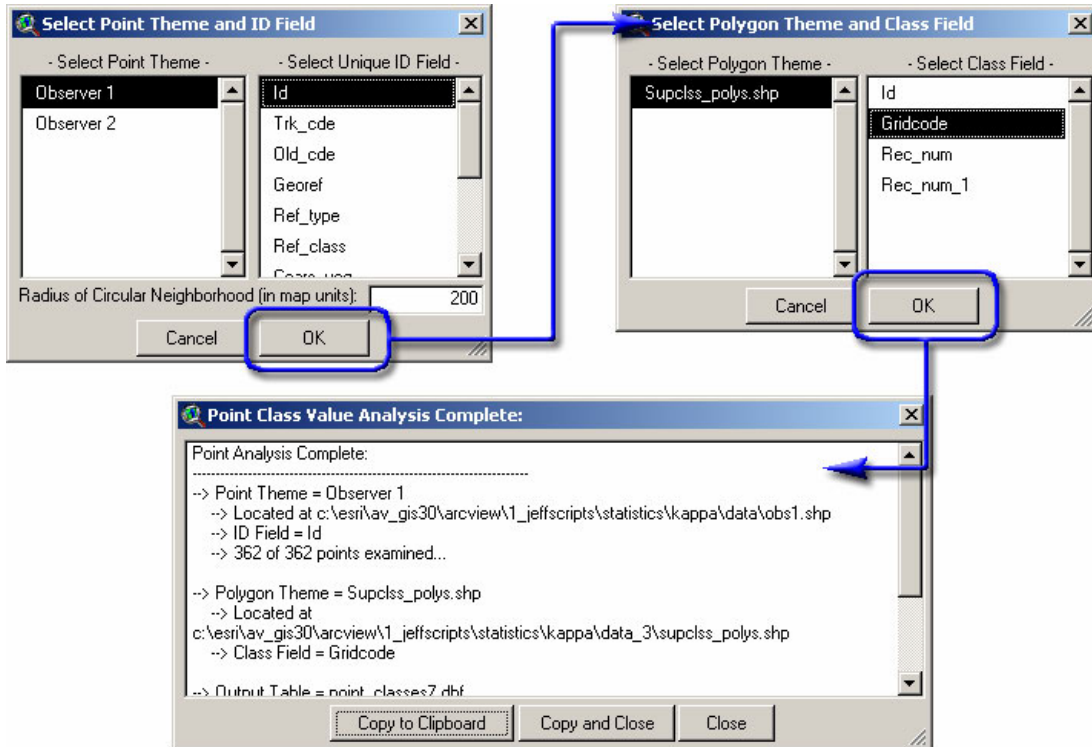 Select Point Theme and ID Field
- Select Point Theme -
Observer 1
Observer 2
- Select Unique ID Field -
Id
Trk_cde
Old_cde
Georef
Ref_type
Ref_class
Radius of Circular Neighborhood (in map units):
200
Cancel
OK
Select Polygon Theme and Class Field
- Select Polygon Theme -
Supclss_polys.shp
- Select Class Field -
Id
Gridcode
Rec_num
Rec_num_1
Cancel
OK
Point Class Value Analysis Complete:
Point Analysis Complete:
--> Point Theme = Observer 1
--> Located at c:\esri\av_gis30\arcview\1_jeffscripts\statistics\kappa\data\obs1.shp
--> ID Field = Id
--> 362 of 362 points examined...
--> Polygon Theme = Supclss_polys.shp
--> Located at
c:\esri\av_gis30\arcview\1_jeffscripts\statistics\kappa\data_3\supclss_polys.shp
--> Class Field = Gridcode
--> Output Table = point_classes7.dbf
Copy to Clipboard
Copy and Close
Close